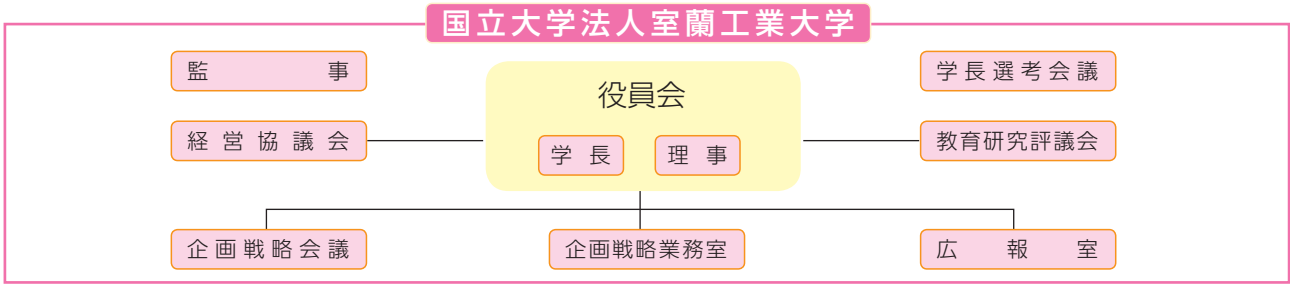 国立大学法人室蘭工業大学
監事
学長選考会議
役員会
経営協議会
学長
理事
教育研究評議会
企画戦略会議
企画戦略業務室
広報室